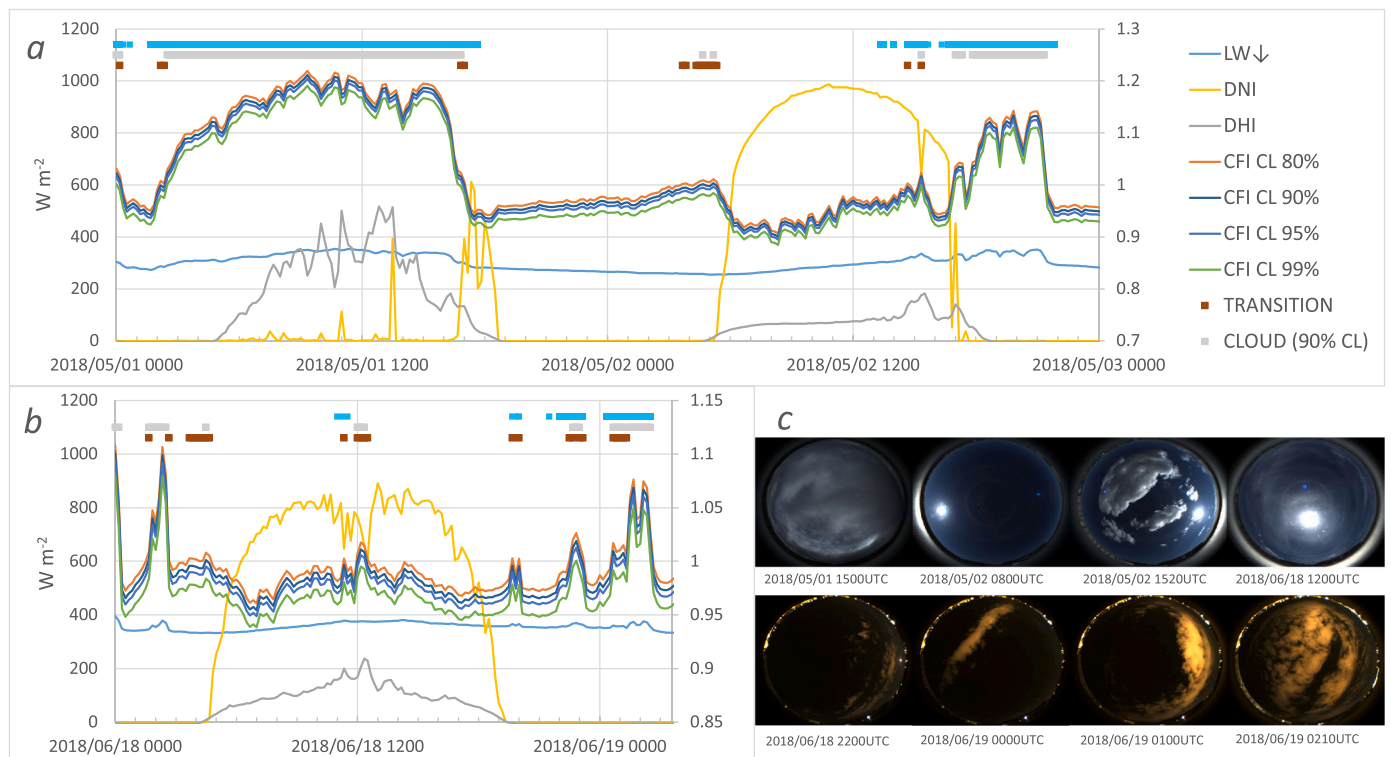 a
1200
1000
800
600
400
200
0
W m-2
1.3
1.2
1.1
1
0.9
0.8
0.7
2018/05/01 0000
2018/05/01 1200
2018/05/02 0000
2018/05/02 1200
2018/05/03 0000
LW↓
DNI
DHI
CFI CL 80%
CFI CL 90%
CFI CL 95%
CFI CL 99%
TRANSITION
CLOUD (90% CL)
b
1200
1000
800
600
400
200
0
W m-2
1.15
1.1
1.05
1
0.95
0.9
0.85
2018/06/18 0000
2018/06/18 1200
2018/06/19 0000
c
2018/05/01 1500UTC
2018/05/02 0800UTC
2018/05/02 1520UTC
2018/06/18 1200UTC
2018/06/18 2200UTC
2018/06/19 0000UTC
2018/06/19 0100UTC
2018/06/19 0210UTC